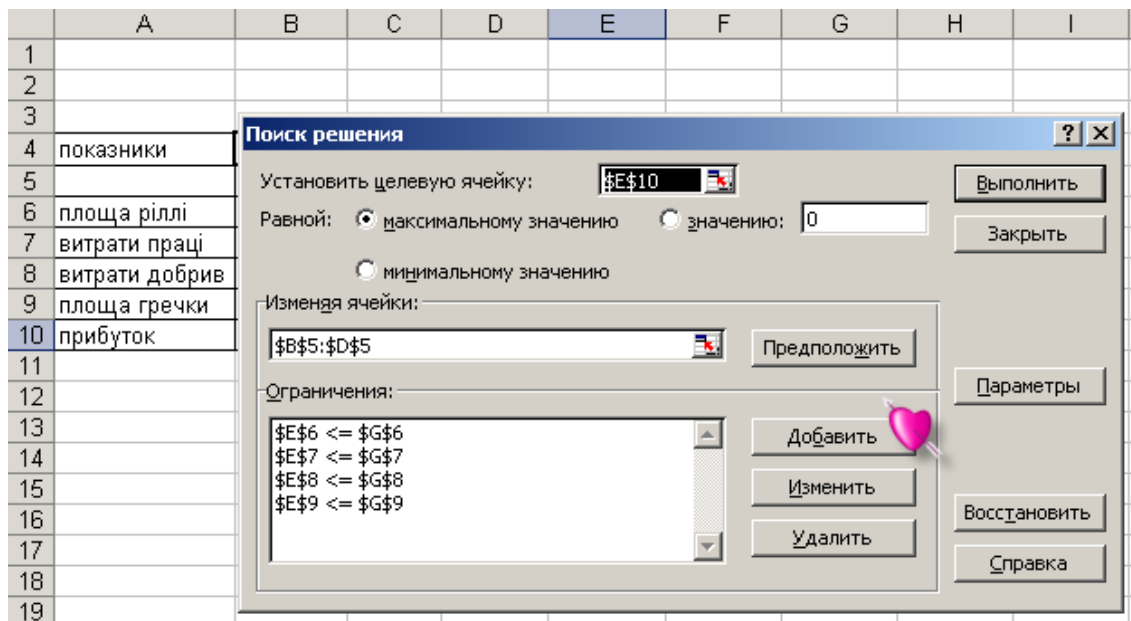 A B C D E F G H I
1
2
3
4 показники
5
6 площа ріллі
7 витрати праці
8 витрати добрив
9 площа гречки
10 прибуток
11
12
13
14
15
16
17
18
19
Поиск решения ? X
Установить целевую ячейку: $E$10
Равной: максимальному значению значению: 0
минимальному значению
Изменяя ячейки:
$B$5:$D$5
Предположить
Ограничения:
$E$6 <= $G$6
$E$7 <= $G$7
$E$8 <= $G$8
$E$9 <= $G$9
Добавить
Изменить
Удалить
Выполнить
Закрыть
Параметры
Восстановить
Справка